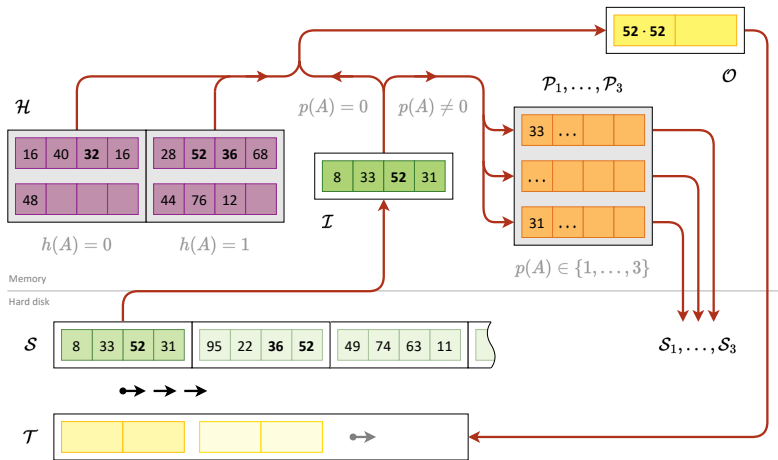 52 · 52
𝒪
ℋ
p(A) = 0
p(A) ≠ 0
𝒫₁, . . . , 𝒫₃
16 40 32 16
28 52 36 68
33 ...
8 33 52 31
...
48
44 76 12
31 ...
ℐ
h(A) = 0
h(A) = 1
p(A) ∈ {1, . . . , 3}
Memory
Hard disk
𝒮
8 33 52 31
95 22 36 52
49 74 63 11
𝒮₁, . . . , 𝒮₃
𝒯